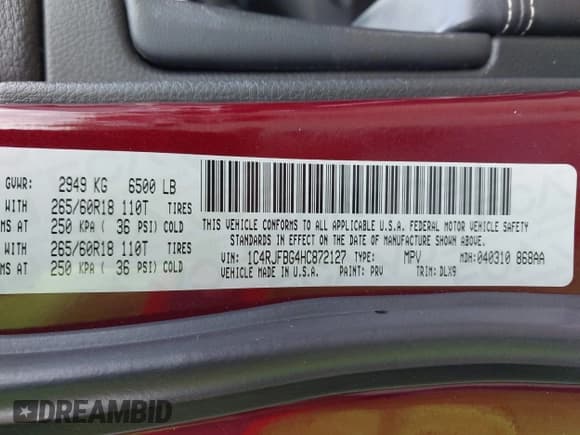 GVWR: 2949 KG 6500 LB
WITH 265/60R18 110T TIRES
MS AT 250 KPA ( 36 PSI) COLD
WITH 265/60R18 110T TIRES
MS AT 250 KPA ( 36 PSI) COLD
THIS VEHICLE CONFORMS TO ALL APPLICABLE U.S.A. FEDERAL MOTOR VEHICLE SAFETY
STANDARDS IN EFFECT ON THE DATE OF MANUFACTURE SHOWN ABOVE.
VIN: 1C4RJFBG4HC872127 TYPE: MPV MDH: 040310 868AA
MADE IN U.S.A. PAINT: PRV TRIM: DLX9
DREAMBID